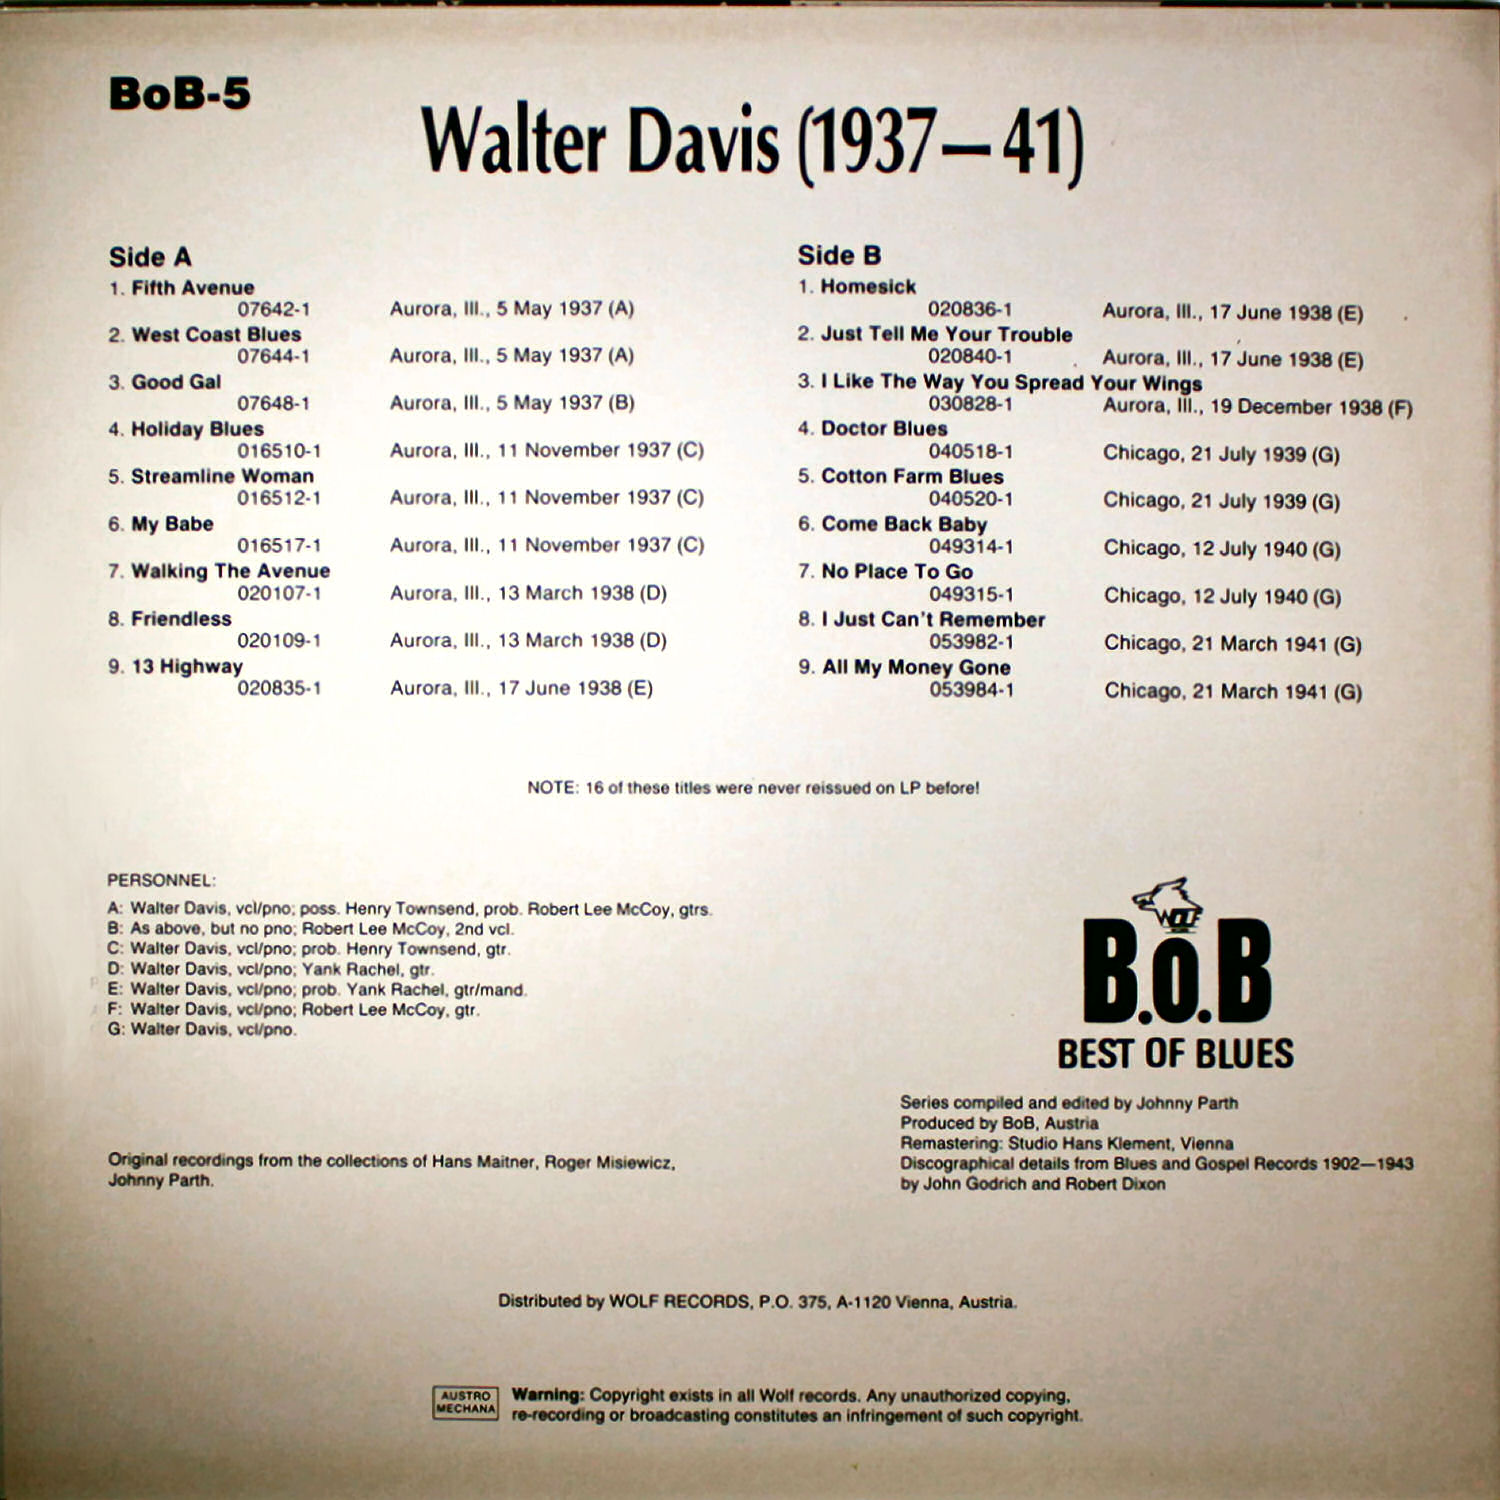 BoB-5
Walter Davis (1937—41)
Side A
1. Fifth Avenue
07642-1 Aurora, Ill., 5 May 1937 (A)
2. West Coast Blues
07644-1 Aurora, Ill., 5 May 1937 (A)
3. Good Gal
07648-1 Aurora, Ill., 5 May 1937 (B)
4. Holiday Blues
016510-1 Aurora, Ill., 11 November 1937 (C)
5. Streamline Woman
016512-1 Aurora, Ill., 11 November 1937 (C)
6. My Babe
016517-1 Aurora, Ill., 11 November 1937 (C)
7. Walking The Avenue
020107-1 Aurora, Ill., 13 March 1938 (D)
8. Friendless
020109-1 Aurora, Ill., 13 March 1938 (D)
9. 13 Highway
020835-1 Aurora, Ill., 17 June 1938 (E)
Side B
1. Homesick
020836-1 Aurora, Ill., 17 June 1938 (E)
2. Just Tell Me Your Trouble
020840-1 Aurora, Ill., 17 June 1938 (E)
3. I Like The Way You Spread Your Wings
030828-1 Aurora, Ill., 19 December 1938 (F)
4. Doctor Blues
040518-1 Chicago, 21 July 1939 (G)
5. Cotton Farm Blues
040520-1 Chicago, 21 July 1939 (G)
6. Come Back Baby
049314-1 Chicago, 12 July 1940 (G)
7. No Place To Go
049315-1 Chicago, 12 July 1940 (G)
8. I Just Can't Remember
053982-1 Chicago, 21 March 1941 (G)
9. All My Money Gone
053984-1 Chicago, 21 March 1941 (G)
NOTE: 16 of these titles were never reissued on LP before!
PERSONNEL:
A: Walter Davis, vcl/pno; poss. Henry Townsend, prob. Robert Lee McCoy, gtrs.
B: As above, but no pno; Robert Lee McCoy, 2nd vcl.
C: Walter Davis, vcl/pno; prob. Henry Townsend, gtr.
D: Walter Davis, vcl/pno; Yank Rachel, gtr.
E: Walter Davis, vcl/pno; prob. Yank Rachel, gtr/mand.
F: Walter Davis, vcl/pno; Robert Lee McCoy, gtr.
G: Walter Davis, vcl/pno.
Original recordings from the collections of Hans Maitner, Roger Misiewicz,
Johnny Parth.
WOLF
B.O.B
BEST OF BLUES
Series compiled and edited by Johnny Parth
Produced by BoB, Austria
Remastering: Studio Hans Klement, Vienna
Discographical details from Blues and Gospel Records 1902—1943
by John Godrich and Robert Dixon
Distributed by WOLF RECORDS, P.O. 375, A-1120 Vienna, Austria.
AUSTRO
MECHANA
Warning: Copyright exists in all Wolf records. Any unauthorized copying,
re-recording or broadcasting constitutes an infringement of such copyright.